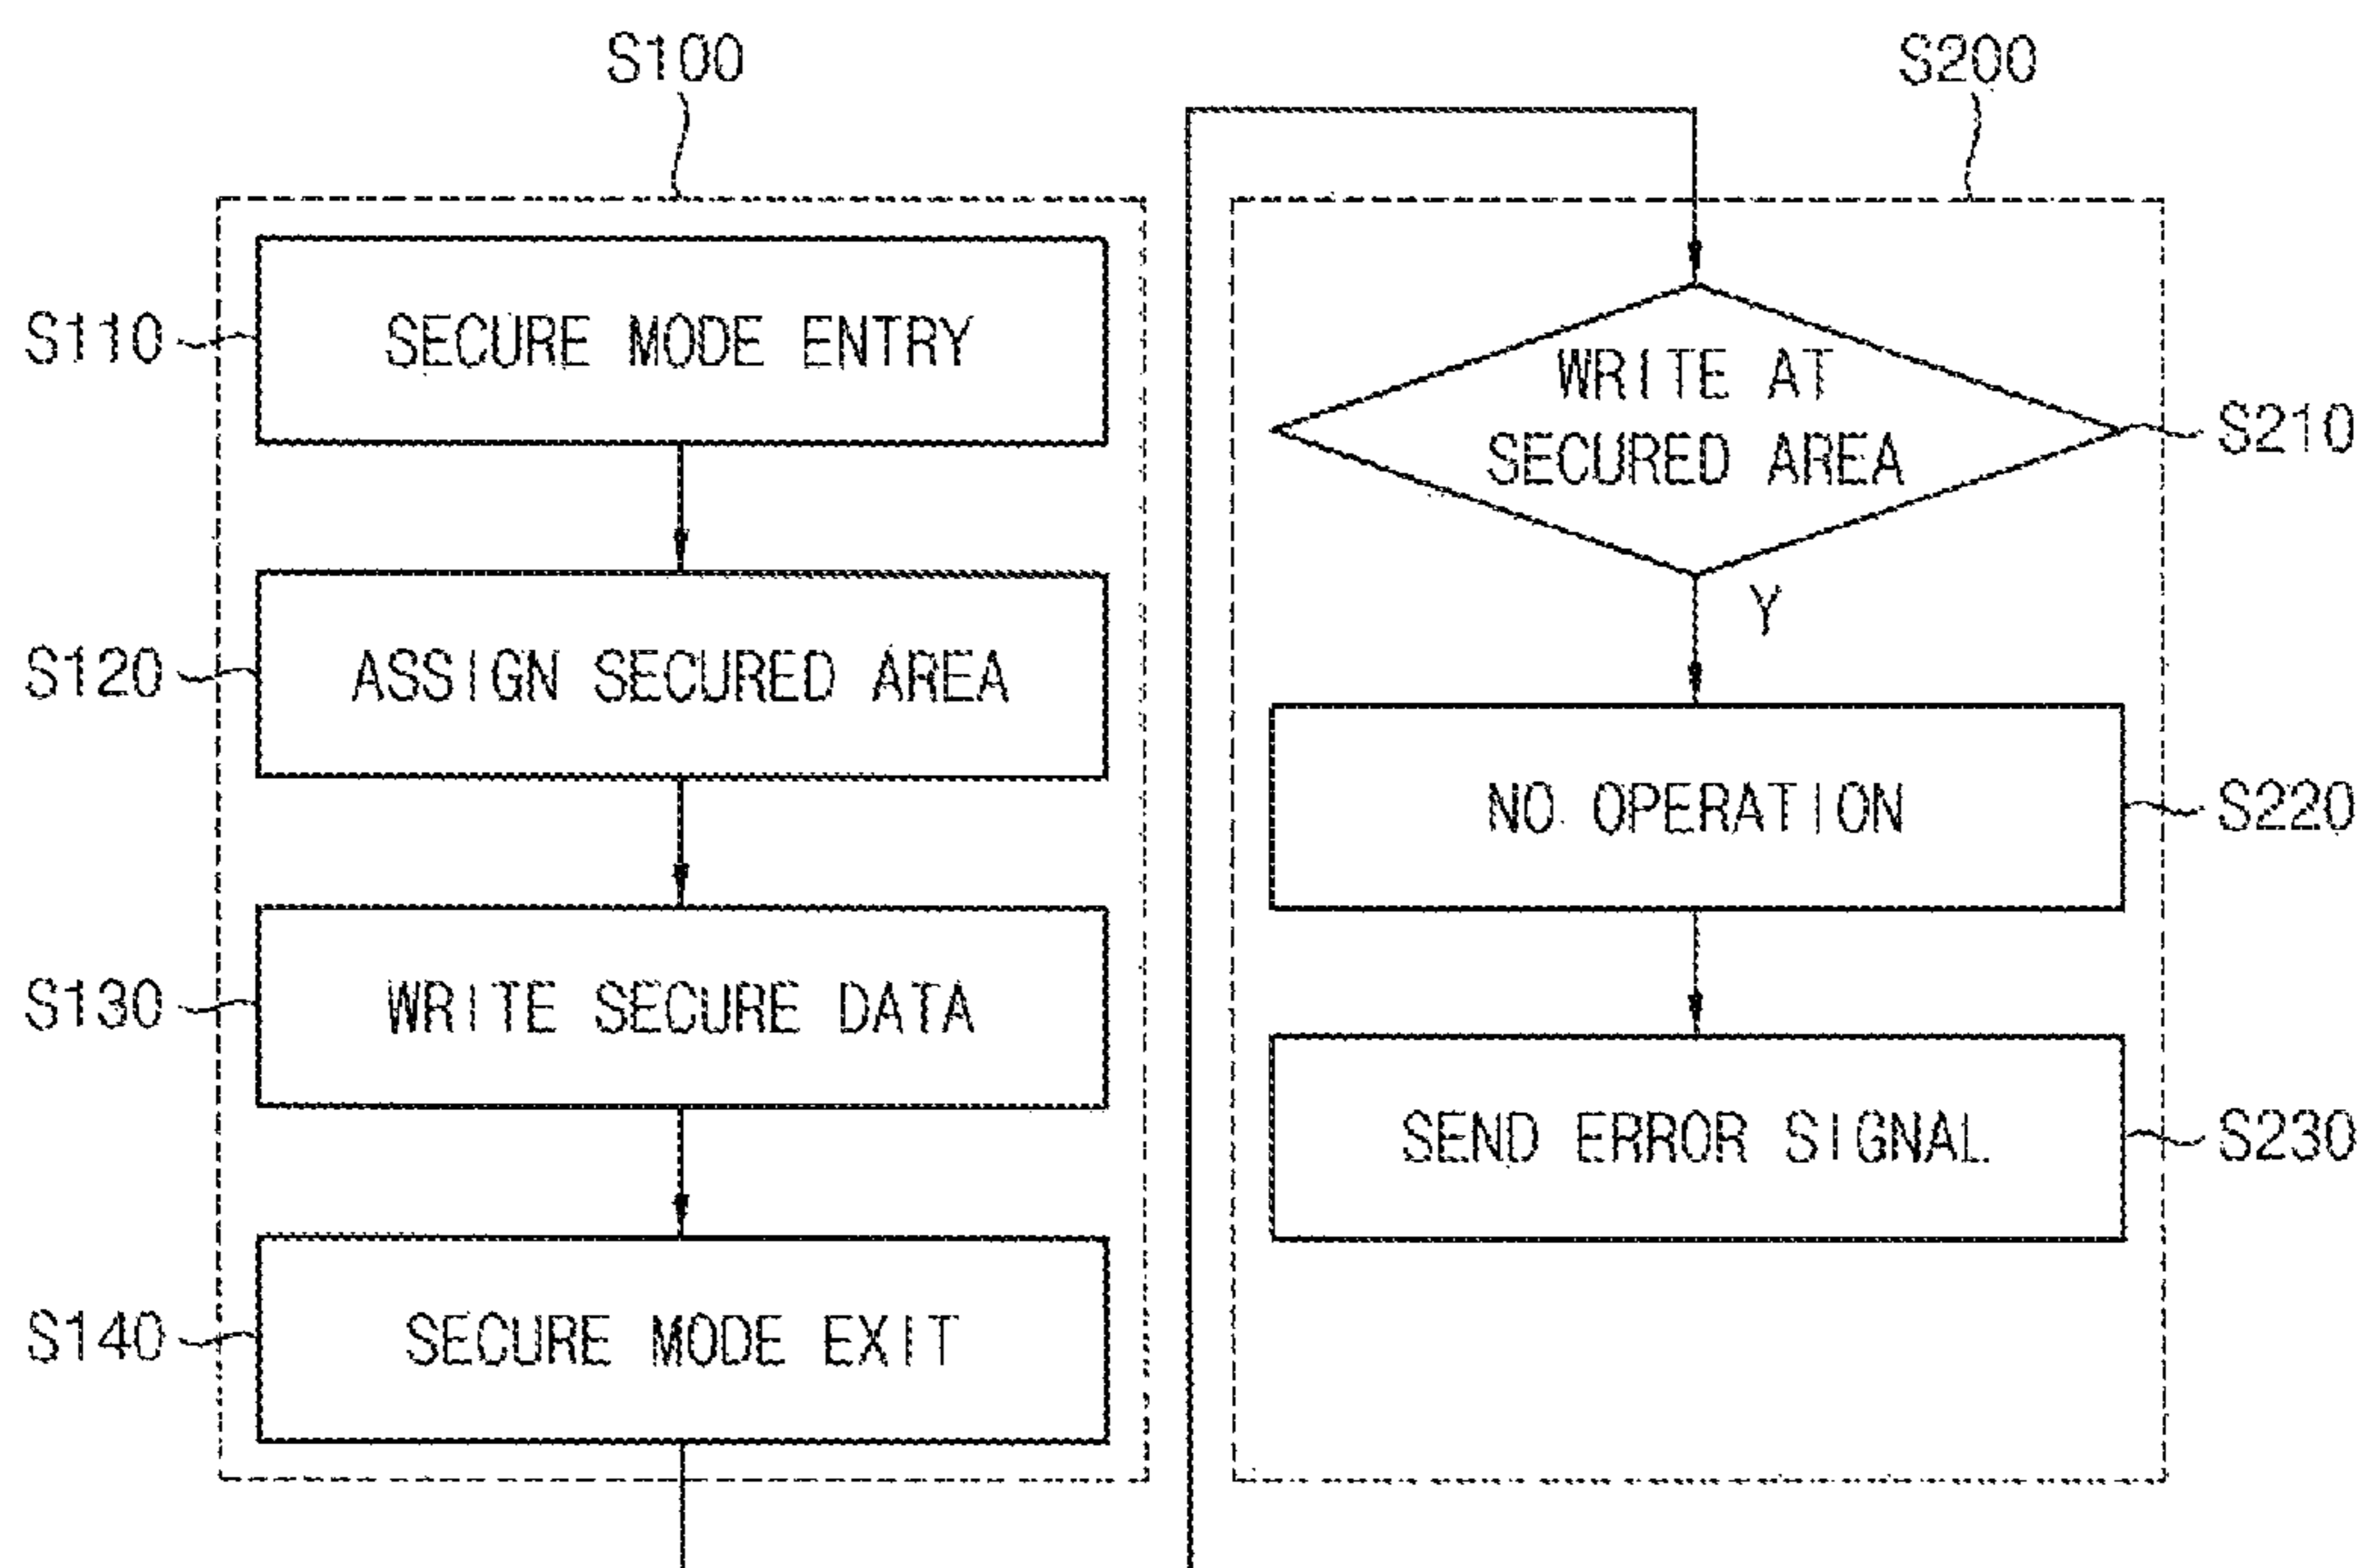 S100
S110
SECURE MODE ENTRY
S120
ASSIGN SECURED AREA
S130
WRITE SECURE DATA
S140
SECURE MODE EXIT
S200
WRITE AT
SECURED AREA
S210
Y
NO OPERATION
S220
SEND ERROR SIGNAL
S230